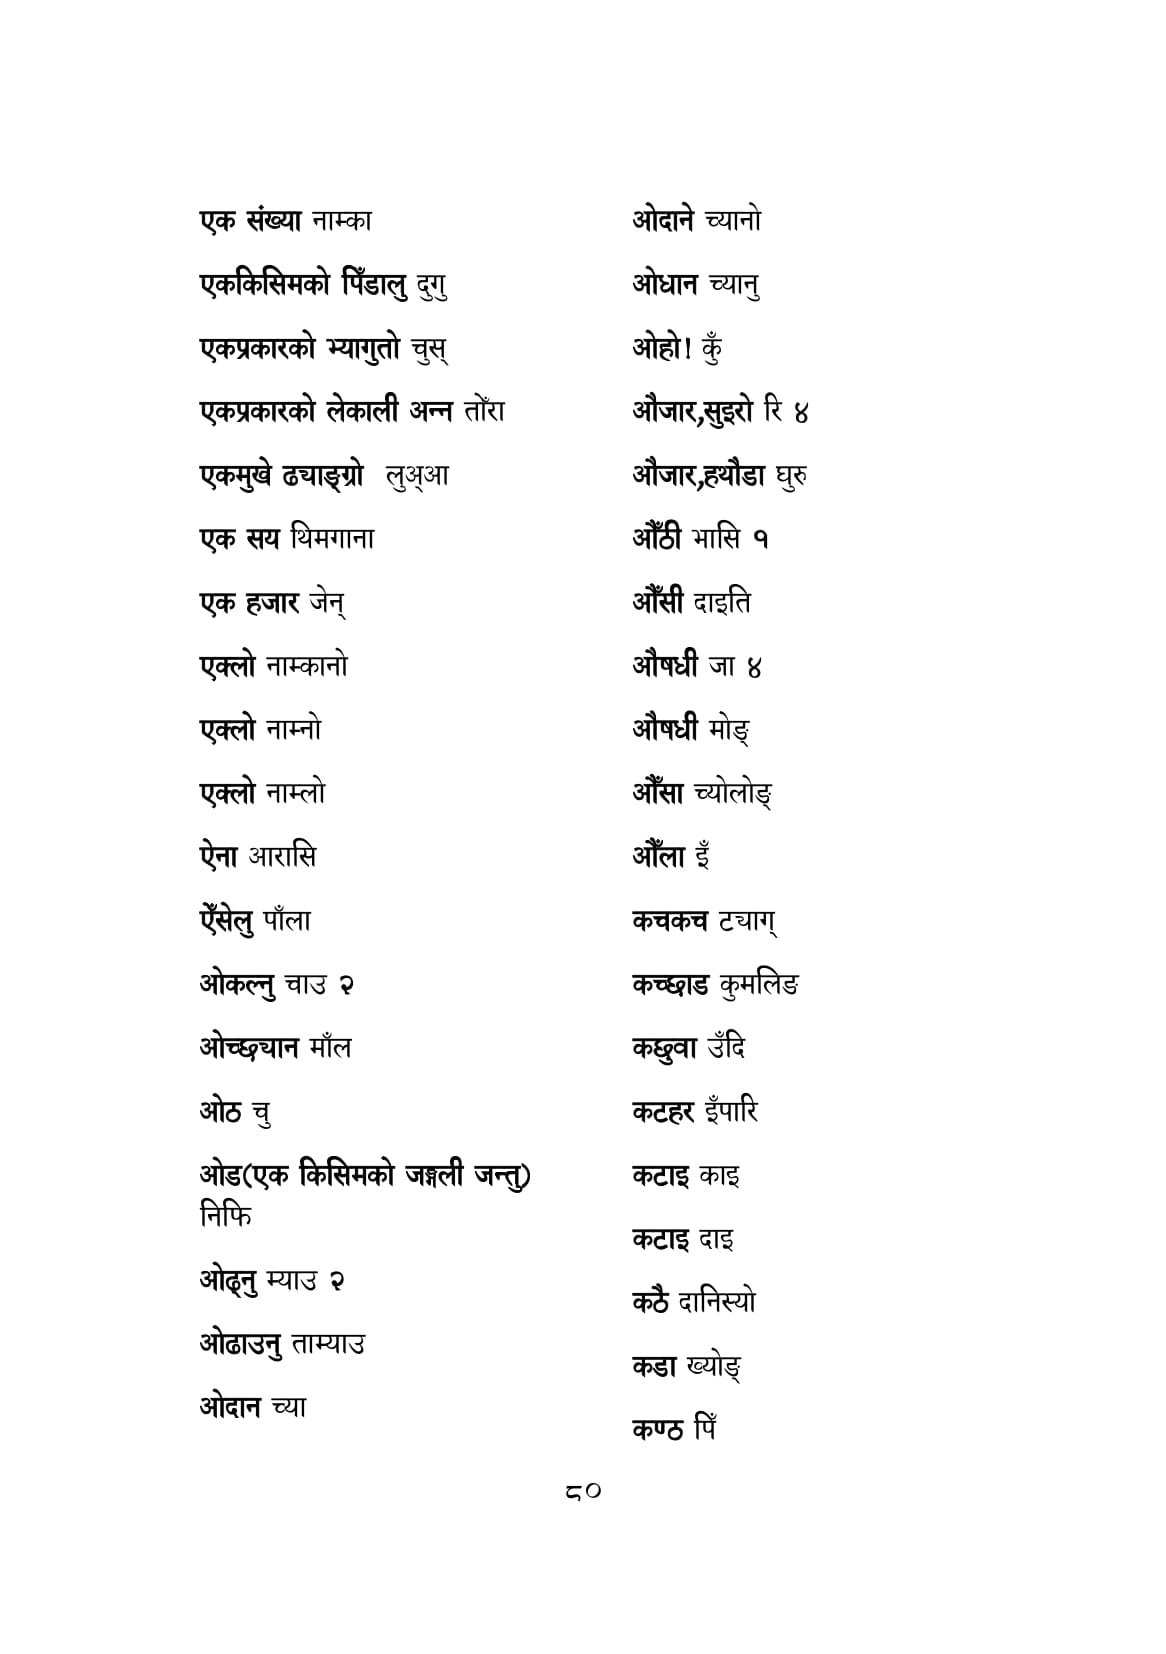 एक संख्या नाम्का
एककिसिमको पिँडालु दुगु
एकप्रकारको भ्यागुतो चुस्
एकप्रकारको लेकाली अन्न तोँरा
एकमुखे ढ्याङ्ग्रो लुअ्आ
एक सय थिमगाना
एक हजार जेन्
एक्लो नाम्कानो
एक्लो नाम्नो
एक्लो नाम्लो
ऐना आरासि
ऐँसेलु पाँला
ओकल्नु चाउ २
ओच्छ्यान माँल
ओठ चु
ओड(एक किसिमको जङ्गली जन्तु)
निफि
ओढ्नु म्याउ २
ओढाउनु ताम्याउ
ओदान च्या
ओदाने च्यानो
ओधान च्यानु
ओहो! कुँ
औजार,सुइरो रि ४
औजार,हथौडा घुरु
औँठी भासि १
औँसी दाइति
औषधी जा ४
औषधी मोङ्
औँसा च्योलोङ्
औँला इँ
कचकच ट्याग्
कच्छाड कुमलिङ
कछुवा उँदि
कटहर इँपारि
कटाइ काइ
कटाइ दाइ
कठै दानिस्यो
कडा ख्योङ्
कण्ठ पिँ
८०